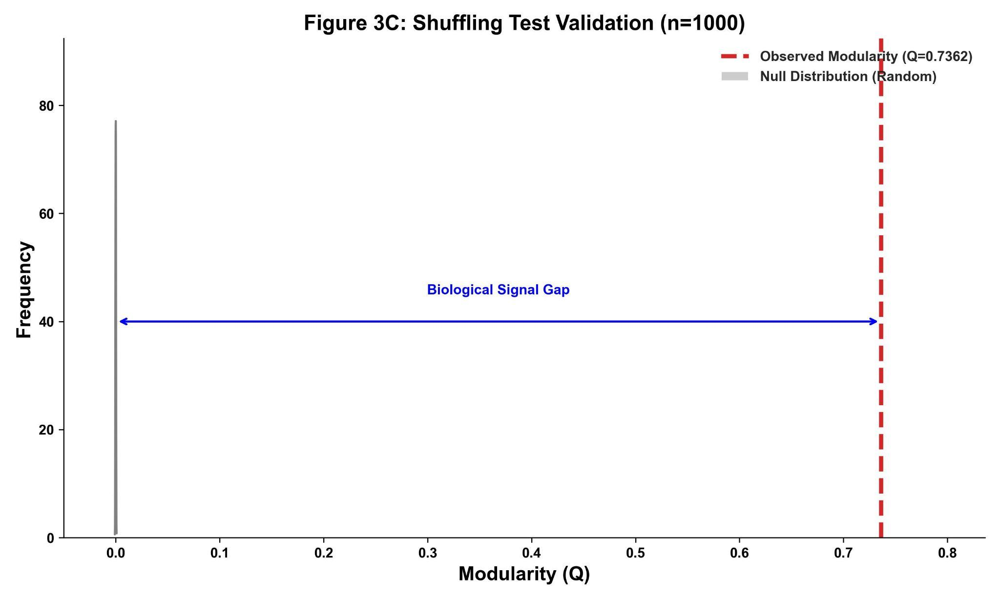 Figure 3C: Shuffling Test Validation (n=1000)
Observed Modularity (Q=0.7362)
Null Distribution (Random)
80
60
Biological Signal Gap
40
20
0
Frequency
0.0 0.1 0.2 0.3 0.4 0.5 0.6 0.7 0.8
Modularity (Q)